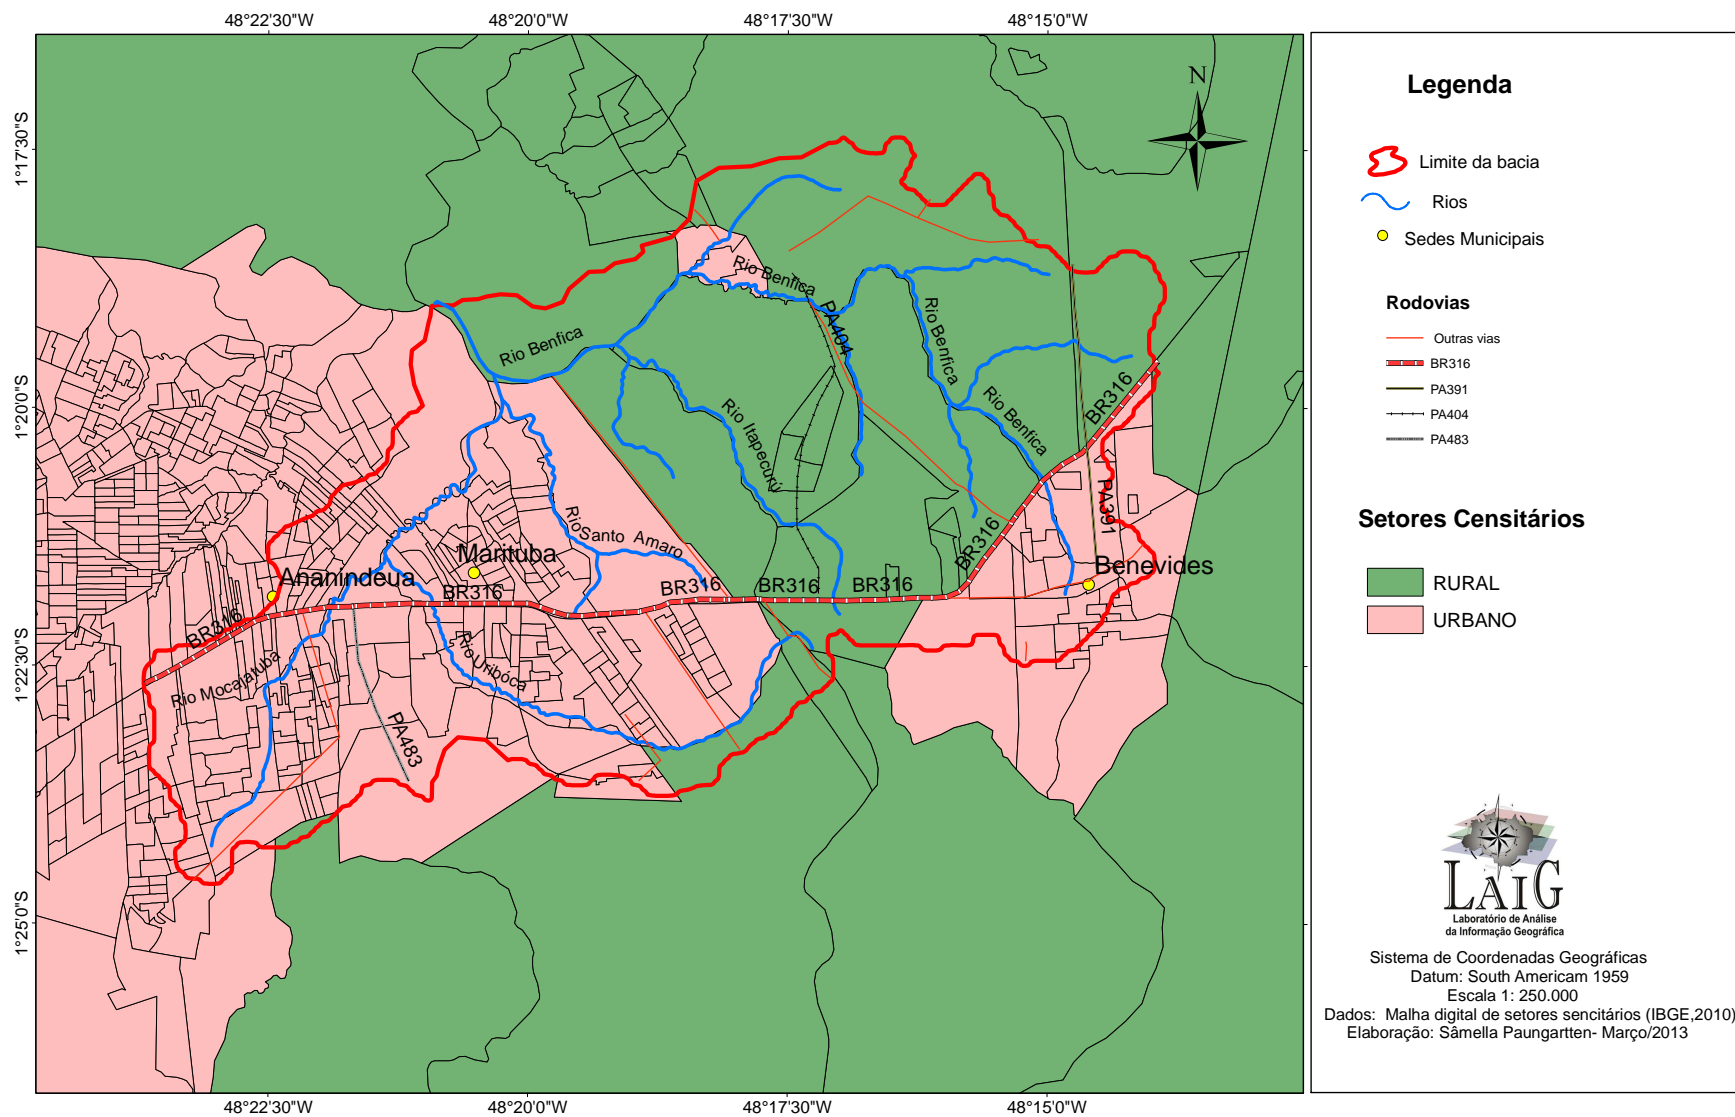 48°22'30"W
48°20'0"W
48°17'30"W
48°15'0"W
1°17'30"S
1°20'0"S
1°22'30"S
1°25'0"S
N
Rio Benfica
Rio Benfica
PA404
Rio Benfica
Rio Benfica
BR316
Rio Itapecurú
Rio Santo Amaro
PA391
Marituba
Ananindeua
Benevides
BR316
BR316
BR316
BR316
BR316
BR316
Rio Mocajatuba
Rio Uribóca
PA483
48°22'30"W
48°20'0"W
48°17'30"W
48°15'0"W
Legenda
Limite da bacia
Rios
Sedes Municipais
Rodovias
Outras vias
BR316
PA391
PA404
PA483
Setores Censitários
RURAL
URBANO
LAIG
Laboratório de Análise
da Informação Geográfica
Sistema de Coordenadas Geográficas
Datum: South Americam 1959
Escala 1: 250.000
Dados: Malha digital de setores sencitários (IBGE,2010)
Elaboração: Sâmella Paungartten- Março/2013